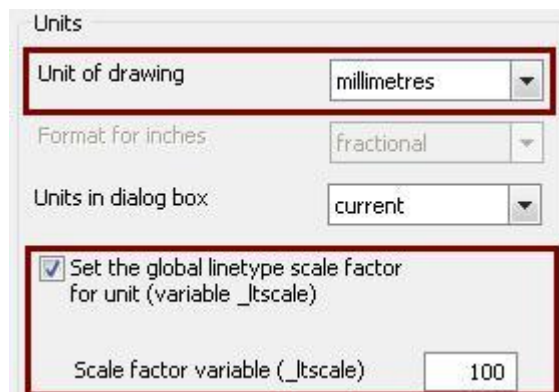 Units
Unit of drawing millimetres
Format for inches fractional
Units in dialog box current
Set the global linetype scale factor
for unit (variable _ltscale)
Scale factor variable (_ltscale) 100